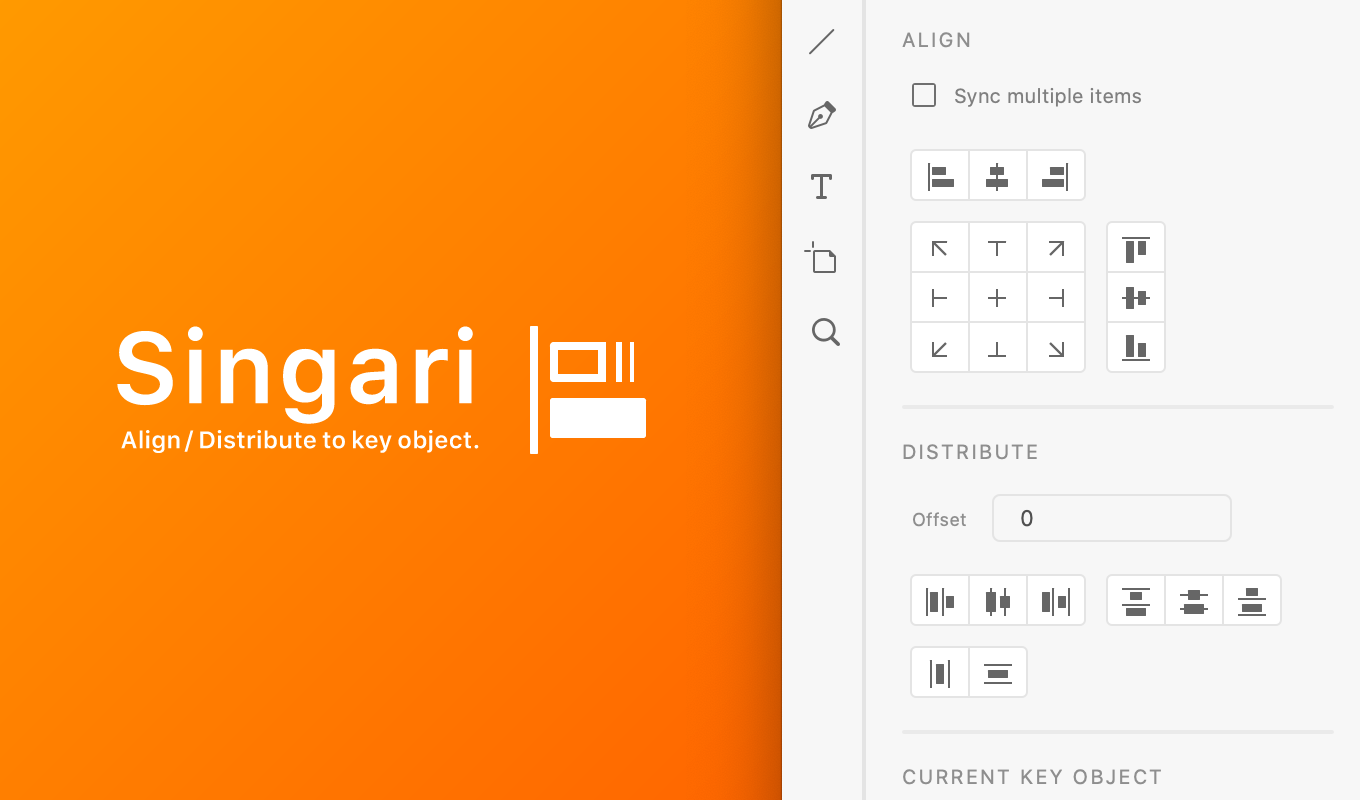 Singari
Align / Distribute to key object.
ALIGN
Sync multiple items
DISTRIBUTE
Offset
0
CURRENT KEY OBJECT